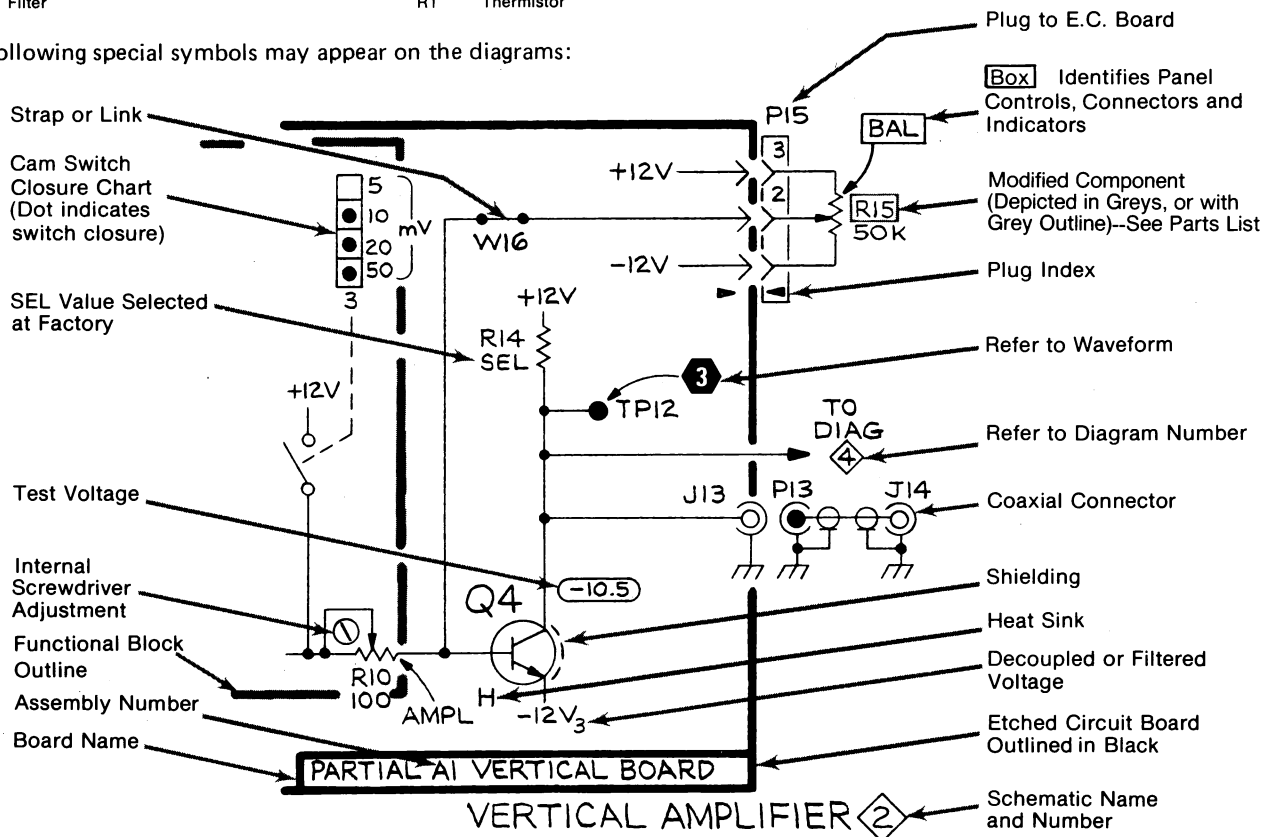 Filter
RT Thermistor
ollowing special symbols may appear on the diagrams:
Plug to E.C. Board
Box Identifies Panel
Controls, Connectors and
Indicators
Modified Component
(Depicted in Greys, or with
Grey Outline)--See Parts List
Plug Index
Refer to Waveform
Refer to Diagram Number
Coaxial Connector
Shielding
Heat Sink
Decoupled or Filtered
Voltage
Etched Circuit Board
Outlined in Black
Schematic Name
and Number
Strap or Link
Cam Switch
Closure Chart
(Dot indicates
switch closure)
SEL Value Selected
at Factory
Test Voltage
Internal
Screwdriver
Adjustment
Functional Block
Outline
Assembly Number
Board Name
P15
BAL
3
+12V
2
R15
50K
-12V
5
10
20
50
mV
3
W16
+12V
R14
SEL
3
TP12
+12V
TO
DIAG
4
J13
P13
J14
-10.5
Q4
R10
100
AMPL
H
-12V3
PARTIAL A1 VERTICAL BOARD
VERTICAL AMPLIFIER 2